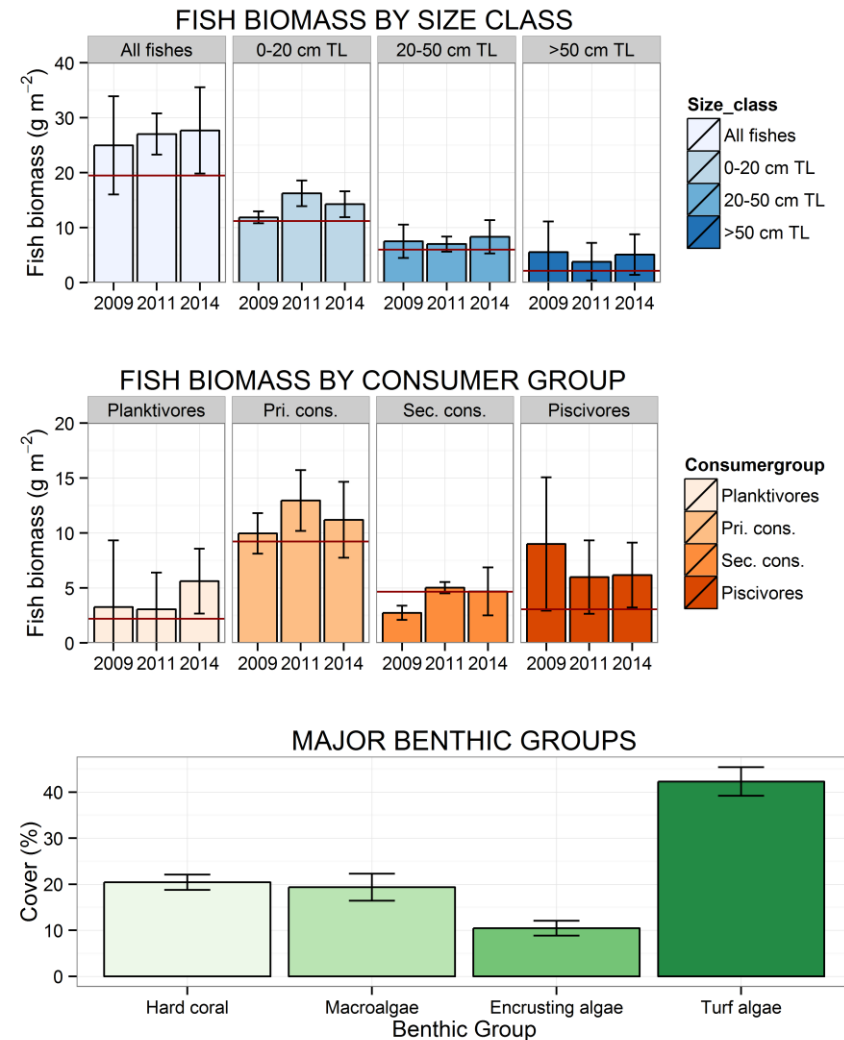 FISH BIOMASS BY SIZE CLASS
All fishes 0-20 cm TL 20-50 cm TL >50 cm TL
Fish biomass (g m⁻²)
40
30
20
10
0
2009 2011 2014 2009 2011 2014 2009 2011 2014 2009 2011 2014
Size_class
All fishes
0-20 cm TL
20-50 cm TL
>50 cm TL
FISH BIOMASS BY CONSUMER GROUP
Planktivores Pri. cons. Sec. cons. Piscivores
Fish biomass (g m⁻²)
20
15
10
5
0
2009 2011 2014 2009 2011 2014 2009 2011 2014 2009 2011 2014
Consumergroup
Planktivores
Pri. cons.
Sec. cons.
Piscivores
MAJOR BENTHIC GROUPS
Cover (%)
40
30
20
10
0
Hard coral Macroalgae Encrusting algae Turf algae
Benthic Group